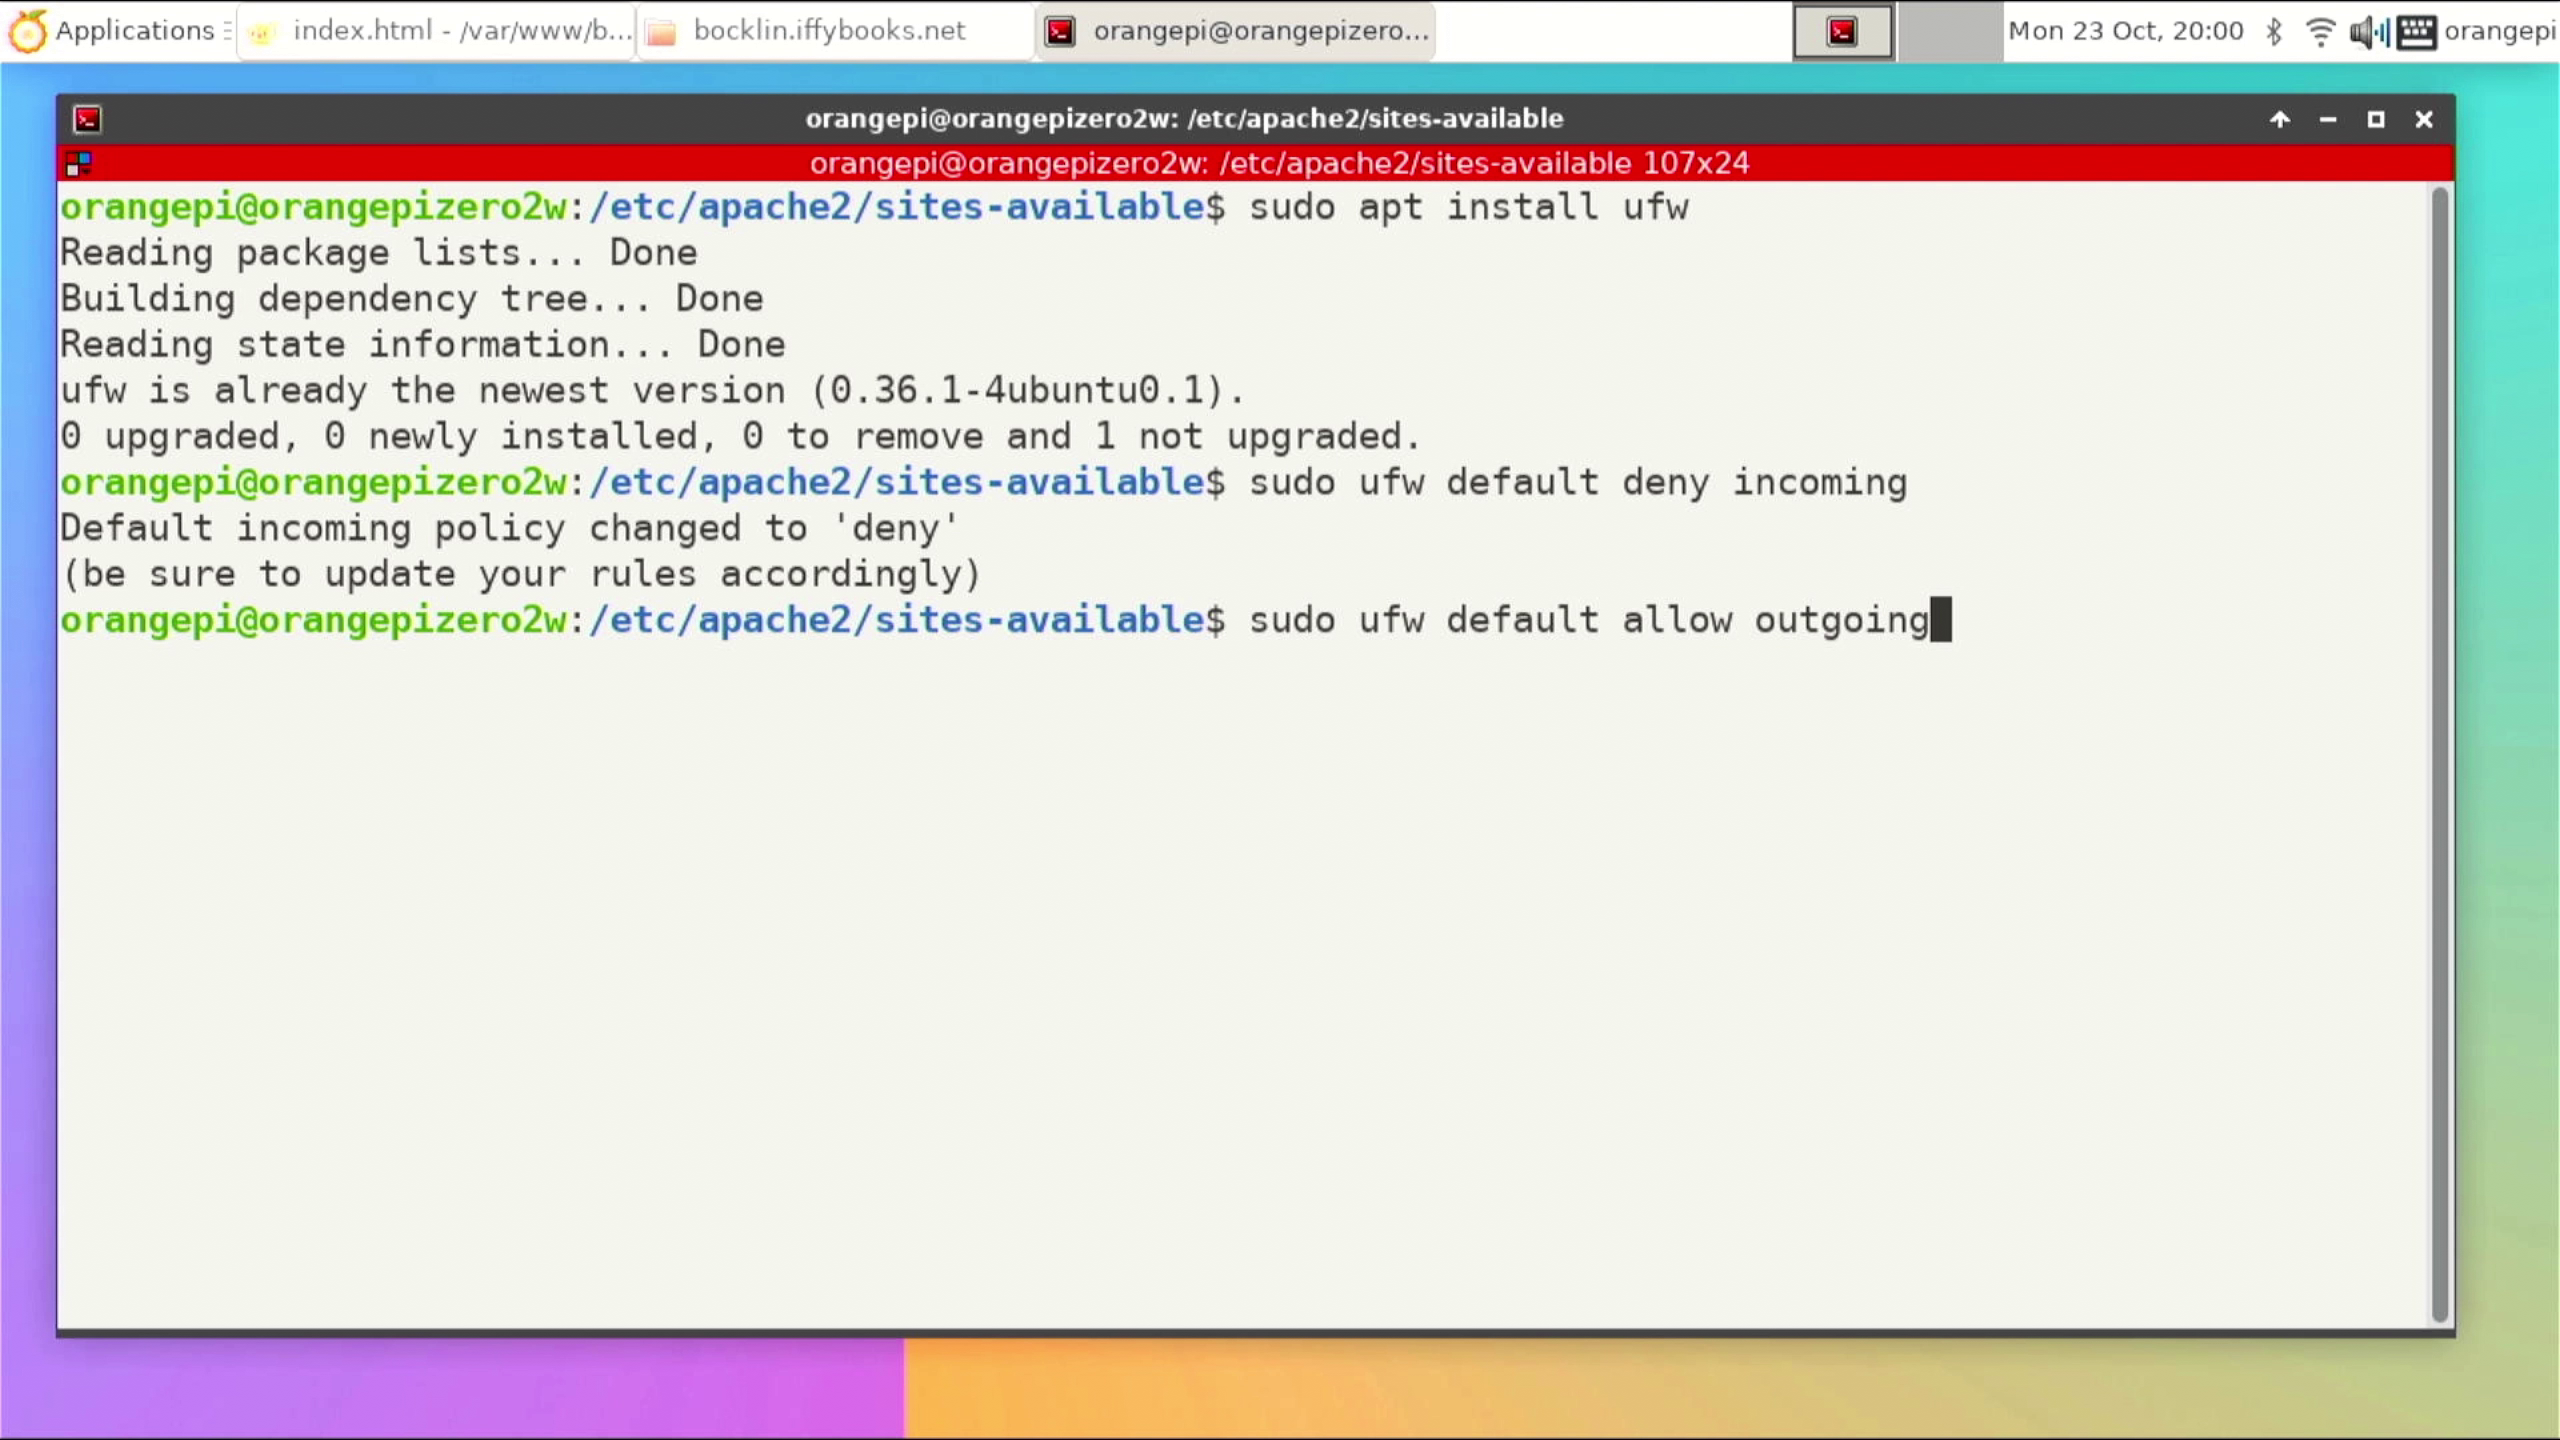 Applications
index.html - /var/www/b...
bocklin.iffybooks.net
orangepi@orangepizero...
Mon 23 Oct, 20:00
orangepi
orangepi@orangepizero2w: /etc/apache2/sites-available
orangepi@orangepizero2w: /etc/apache2/sites-available 107x24
orangepi@orangepizero2w:/etc/apache2/sites-available$ sudo apt install ufw
Reading package lists... Done
Building dependency tree... Done
Reading state information... Done
ufw is already the newest version (0.36.1-4ubuntu0.1).
0 upgraded, 0 newly installed, 0 to remove and 1 not upgraded.
orangepi@orangepizero2w:/etc/apache2/sites-available$ sudo ufw default deny incoming
Default incoming policy changed to 'deny'
(be sure to update your rules accordingly)
orangepi@orangepizero2w:/etc/apache2/sites-available$ sudo ufw default allow outgoing